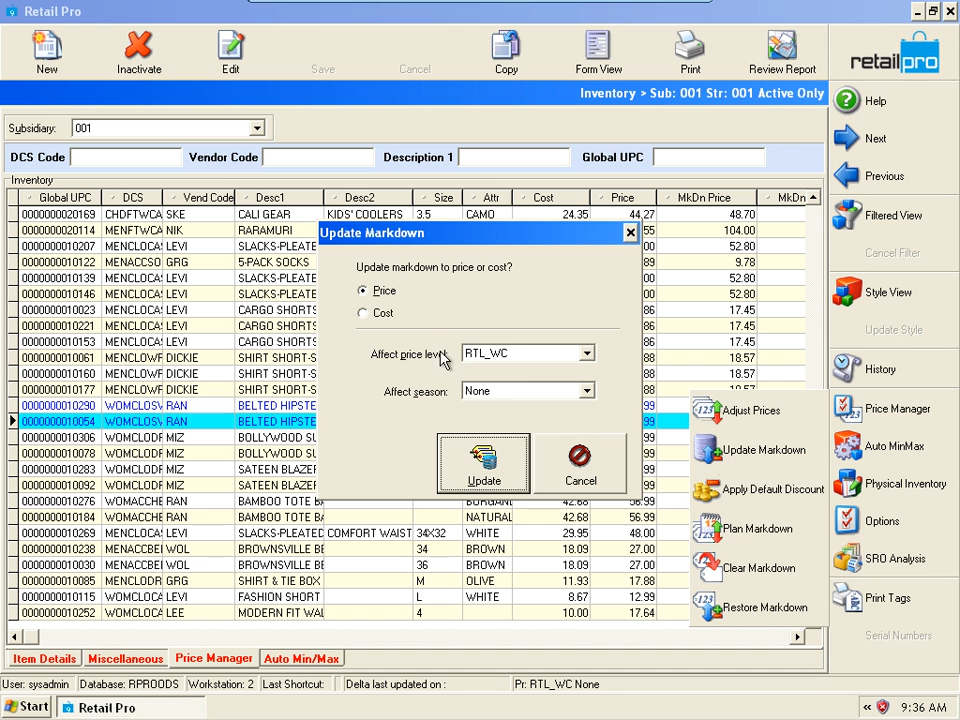 Retail Pro
New Inactivate Edit Save Cancel Copy Form View Print Review Report
retailpro
Inventory > Sub: 001 Str: 001 Active Only
Subsidiary: 001
DCS Code Vendor Code Description 1 Global UPC
Inventory
Global UPC DCS Vend Code Desc1 Desc2 Size Attr Cost Price MkDn Price MkDn
0000000020169 CHDFTWCA SKE CALI GEAR KIDS' COOLERS 3.5 CAMO 24.35 44.27 48.70
0000000020114 MENFTWCA NIK RARAMURI 55 104.00
0000000010207 MENCLOCA LEVI SLACKS-PLEATE 00 52.80
0000000010122 MENACCSO GRG 5-PACK SOCKS 88 9.78
0000000010139 MENCLOCA LEVI SLACKS-PLEATE 00 52.80
0000000010146 MENCLOCA LEVI SLACKS-PLEATE 00 52.80
0000000010023 MENCLOCA LEVI CARGO SHORTS 88 17.45
0000000010221 MENCLOCA LEVI CARGO SHORTS 88 17.45
0000000010153 MENCLOCA LEVI CARGO SHORTS 88 17.45
0000000010061 MENCLOWF DICKIE SHIRT SHORT-S 88 18.57
0000000010160 MENCLOWF DICKIE SHIRT SHORT-S 88 18.57
0000000010177 MENCLOWF DICKIE SHIRT SHORT-S 88 18.57
0000000010290 WOMCLOSV RAN BELTED HIPSTE 99
0000000010054 WOMCLOSV RAN BELTED HIPSTE 99
0000000010306 WOMCLODR MIZ BOLLYWOOD SU 99
0000000010078 WOMCLODR MIZ BOLLYWOOD SU 99
0000000010283 WOMCLODR MIZ SATEEN BLAZER 99
0000000010092 WOMCLODR MIZ SATEEN BLAZER 99
0000000010276 WOMACCHE RAN BAMBOO TOTE B 42.68 56.99
0000000010184 WOMACCHE RAN BAMBOO TOTE BA NATURAL 42.68 56.99
0000000010269 MENCLOCA LEVI SLACKS-PLEATED COMFORT WAIST 34X32 WHITE 29.95 48.00
0000000010238 MENACCBE WOL BROWNSVILLE BE 34 BROWN 18.09 27.00
0000000010030 MENACCBE WOL BROWNSVILLE BE 36 BROWN 18.09 27.00
0000000010085 MENCLODR GRG SHIRT & TIE BOX M OLIVE 11.93 17.88
0000000010115 WOMCLOCA LEVI FASHION SHORT L WHITE 8.67 12.99
0000000010252 WOMCLOCA LEE MODERN FIT WAL 4 10.00 17.64
Update Markdown
Update markdown to price or cost?
Price
Cost
Affect price level: RTL_WC
Affect season: None
Update Cancel
Adjust Prices
Update Markdown
Apply Default Discount
Plan Markdown
Clear Markdown
Restore Markdown
Help
Next
Previous
Filtered View
Cancel Filter
Style View
Update Style
History
Price Manager
Auto MinMax
Physical Inventory
Options
SRO Analysis
Print Tags
Serial Numbers
Item Details Miscellaneous Price Manager Auto Min/Max
User: sysadmin Database: RPROODS Workstation: 2 Last Shortcut: Delta last updated on : Pr: RTL_WC None
Start Retail Pro 9:36 AM